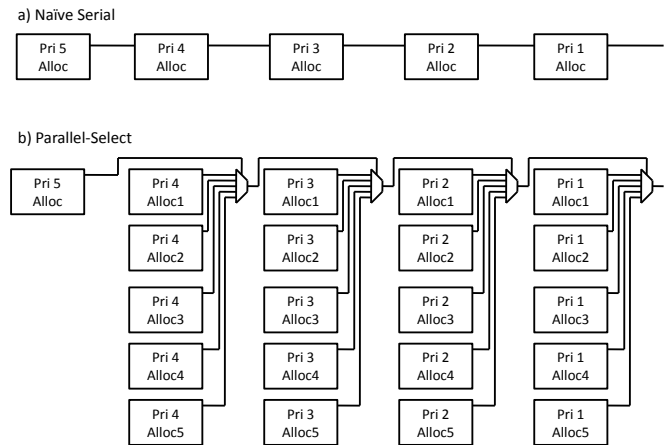 a) Naïve Serial
Pri 5
Alloc
Pri 4
Alloc
Pri 3
Alloc
Pri 2
Alloc
Pri 1
Alloc
b) Parallel-Select
Pri 5
Alloc
Pri 4
Alloc1
Pri 3
Alloc1
Pri 2
Alloc1
Pri 1
Alloc1
Pri 4
Alloc2
Pri 3
Alloc2
Pri 2
Alloc2
Pri 1
Alloc2
Pri 4
Alloc3
Pri 3
Alloc3
Pri 2
Alloc3
Pri 1
Alloc3
Pri 4
Alloc4
Pri 3
Alloc4
Pri 2
Alloc4
Pri 1
Alloc4
Pri 4
Alloc5
Pri 3
Alloc5
Pri 2
Alloc5
Pri 1
Alloc5